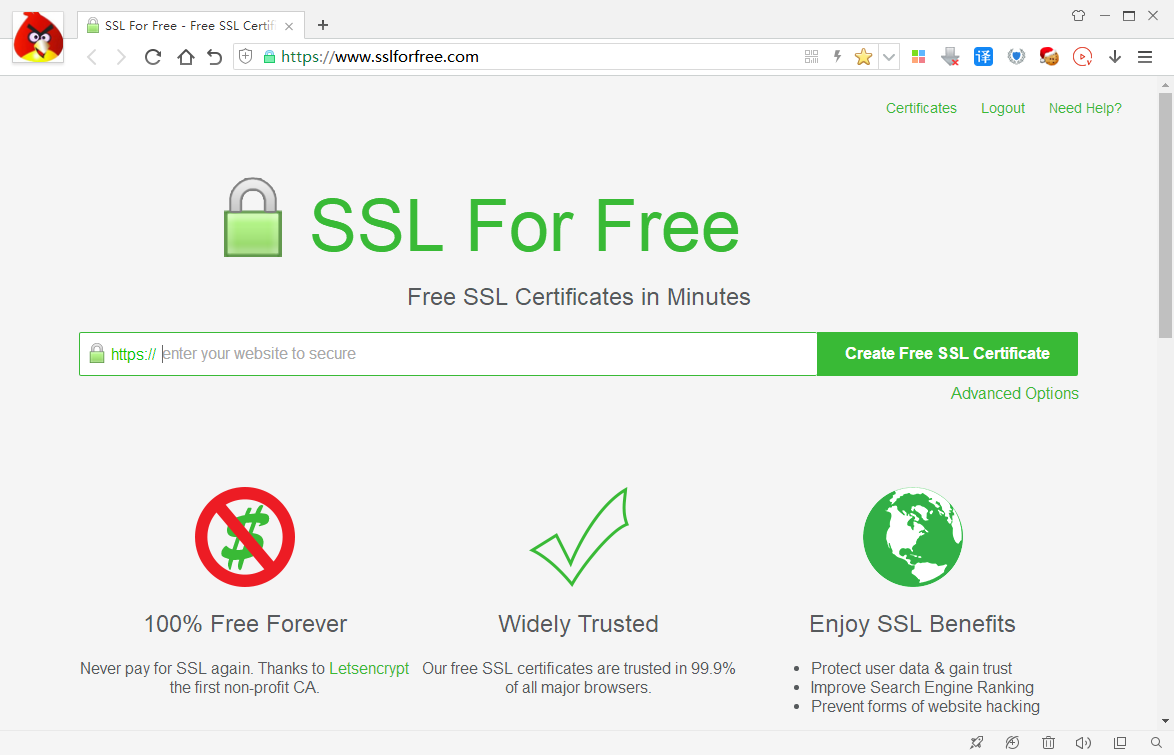 SSL For Free - Free SSL Certifi
https://www.sslforfree.com
译
Certificates Logout Need Help?
SSL For Free
Free SSL Certificates in Minutes
https:// enter your website to secure
Create Free SSL Certificate
Advanced Options
$
100% Free Forever
Never pay for SSL again. Thanks to Letsencrypt
the first non-profit CA.
Widely Trusted
Our free SSL certificates are trusted in 99.9%
of all major browsers.
Enjoy SSL Benefits
Protect user data & gain trust
Improve Search Engine Ranking
Prevent forms of website hacking